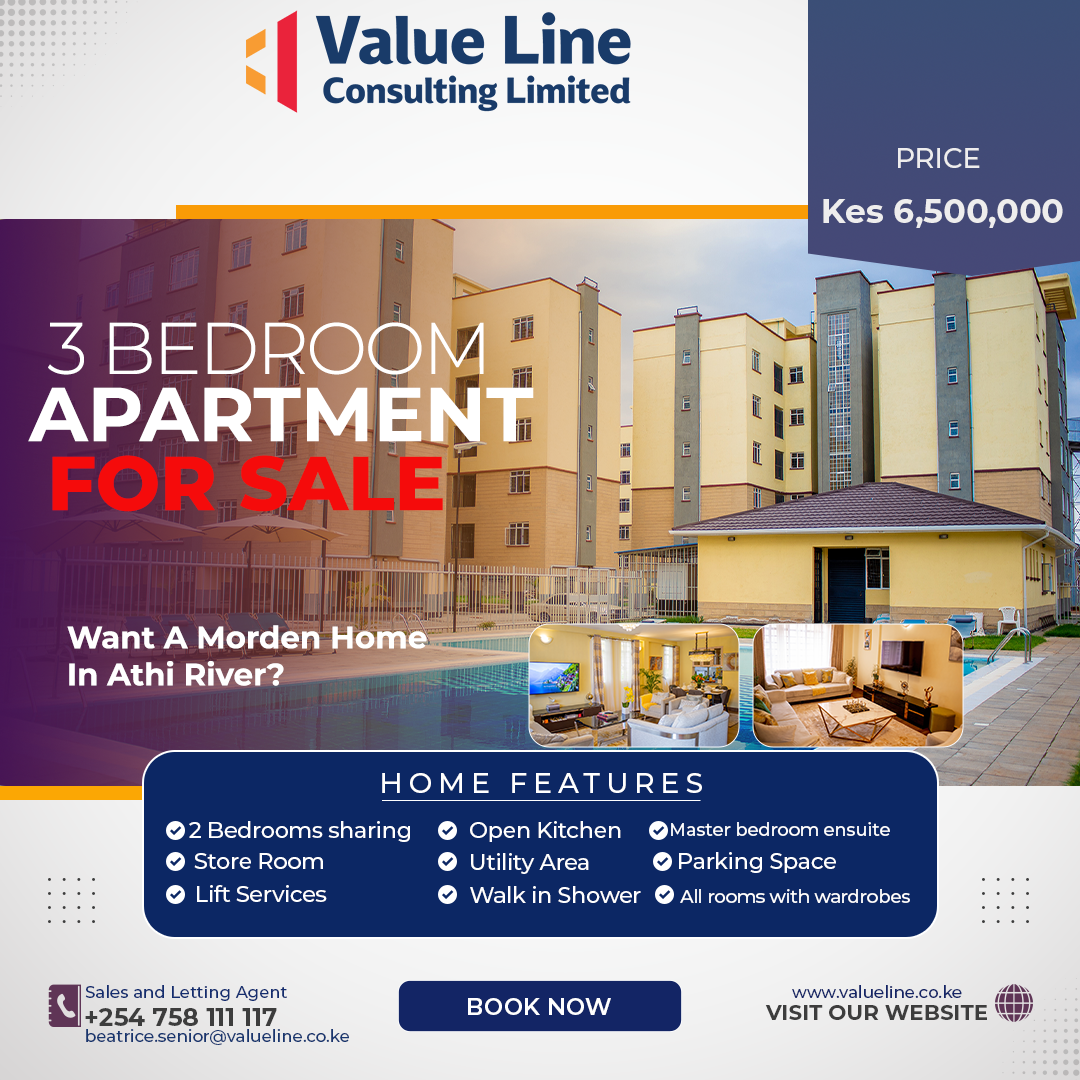 Value Line
Consulting Limited
PRICE
Kes 6,500,000
3 BEDROOM
APARTMENT
FOR SALE
Want A Morden Home
In Athi River?
HOME FEATURES
2 Bedrooms sharing
Open Kitchen
Master bedroom ensuite
Store Room
Utility Area
Parking Space
Lift Services
Walk in Shower
All rooms with wardrobes
Sales and Letting Agent
+254 758 111 117
beatrice.senior@valueline.co.ke
BOOK NOW
www.valueline.co.ke
VISIT OUR WEBSITE